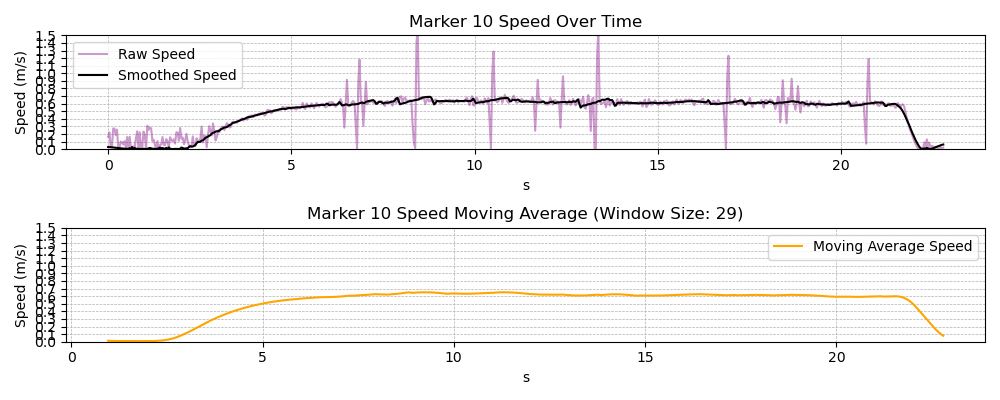 Marker 10 Speed Over Time
Speed (m/s)
1.5
1.4
1.3
1.2
1.1
1.0
0.9
0.8
0.7
0.6
0.5
0.4
0.3
0.2
0.1
0.0
Raw Speed
Smoothed Speed
0 5 10 15 20
s
Marker 10 Speed Moving Average (Window Size: 29)
Speed (m/s)
1.5
1.4
1.3
1.2
1.1
1.0
0.9
0.8
0.7
0.6
0.5
0.4
0.3
0.2
0.1
0.0
Moving Average Speed
0 5 10 15 20
s